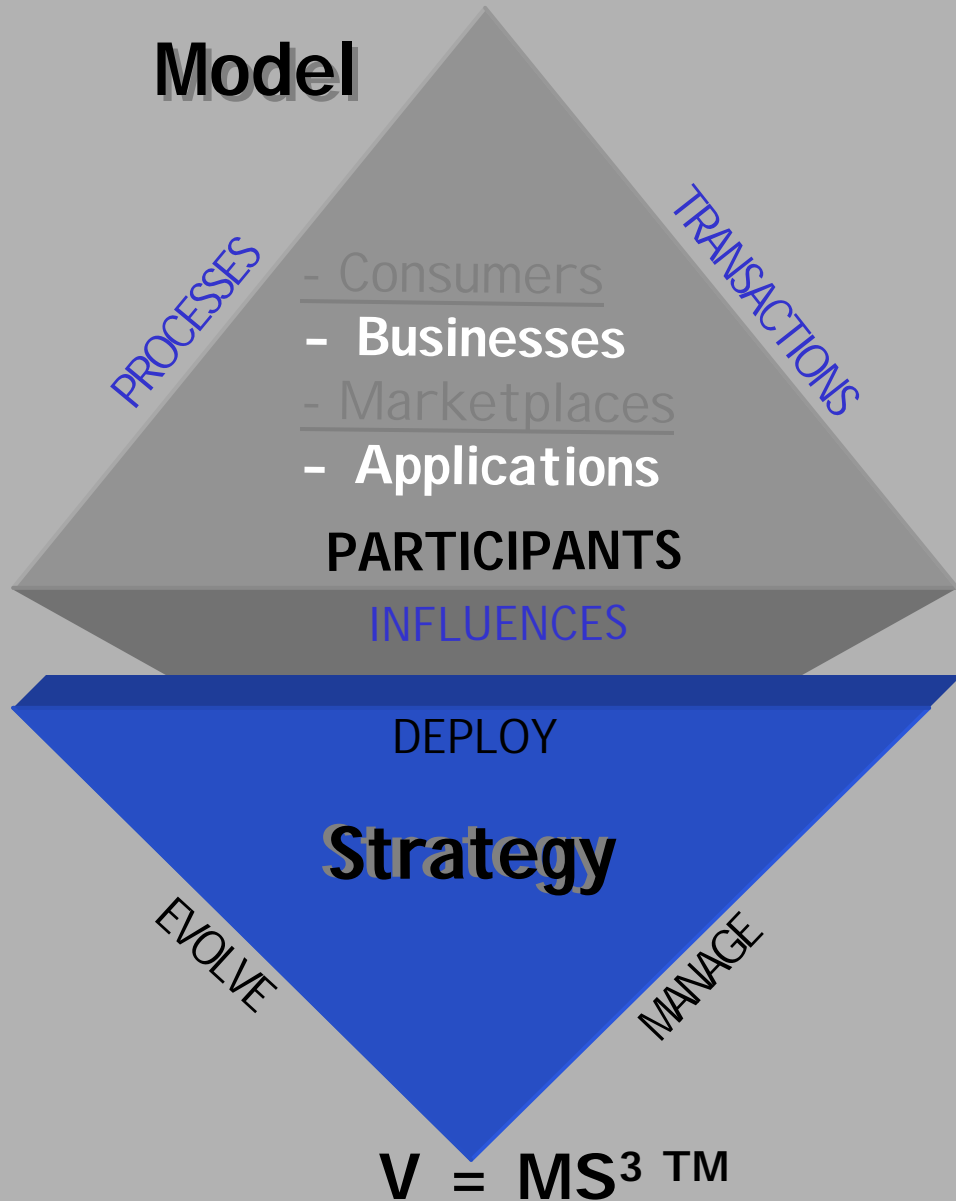 Model
PROCESSES
TRANSACTIONS
- Consumers
- Businesses
- Marketplaces
- Applications
PARTICIPANTS
INFLUENCES
DEPLOY
Strategy
EVOLVE
MANAGE
V = MS³ ™